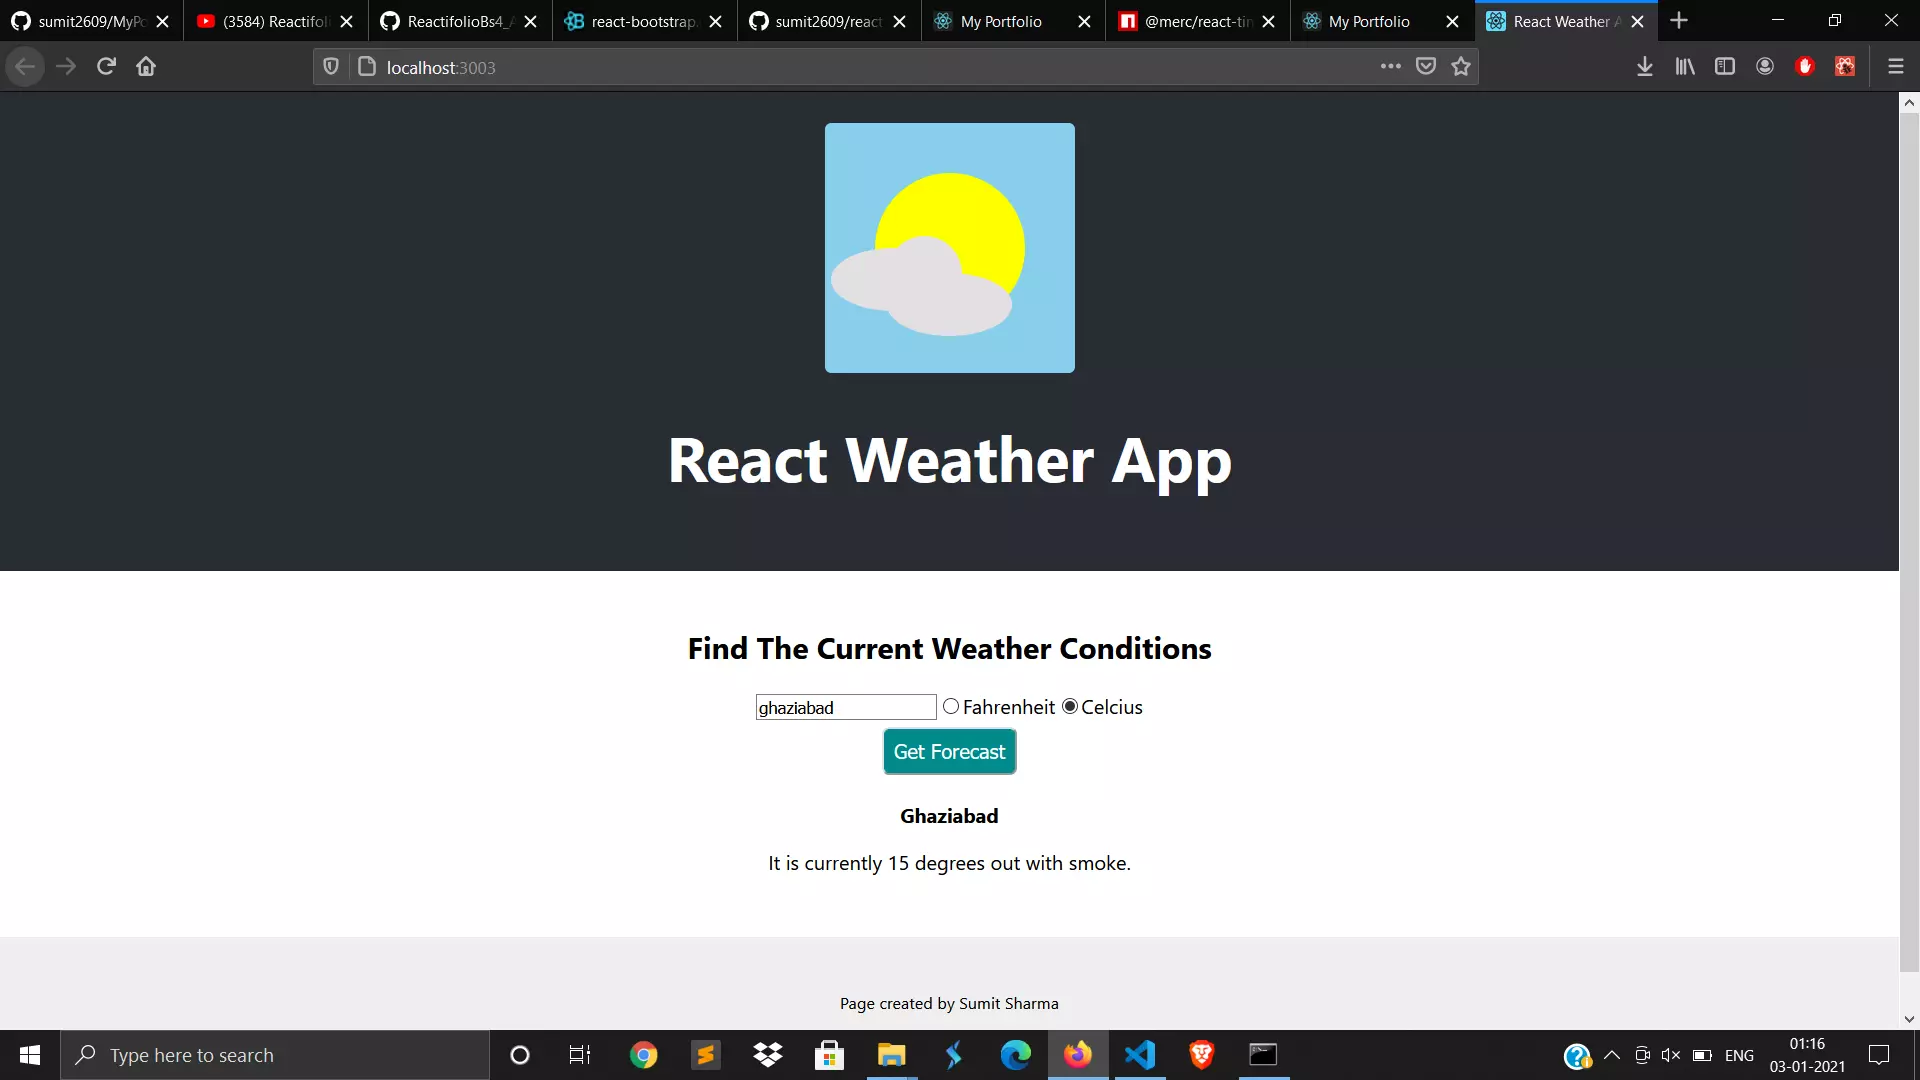 sumit2609/MyPo
(3584) Reactifoli
ReactifolioBs4_A
react-bootstrap.
sumit2609/react
My Portfolio
@merc/react-tin
My Portfolio
React Weather A
localhost:3003
React Weather App
Find The Current Weather Conditions
ghaziabad Fahrenheit Celcius
Get Forecast
Ghaziabad
It is currently 15 degrees out with smoke.
Page created by Sumit Sharma
Type here to search
ENG
01:16
03-01-2021